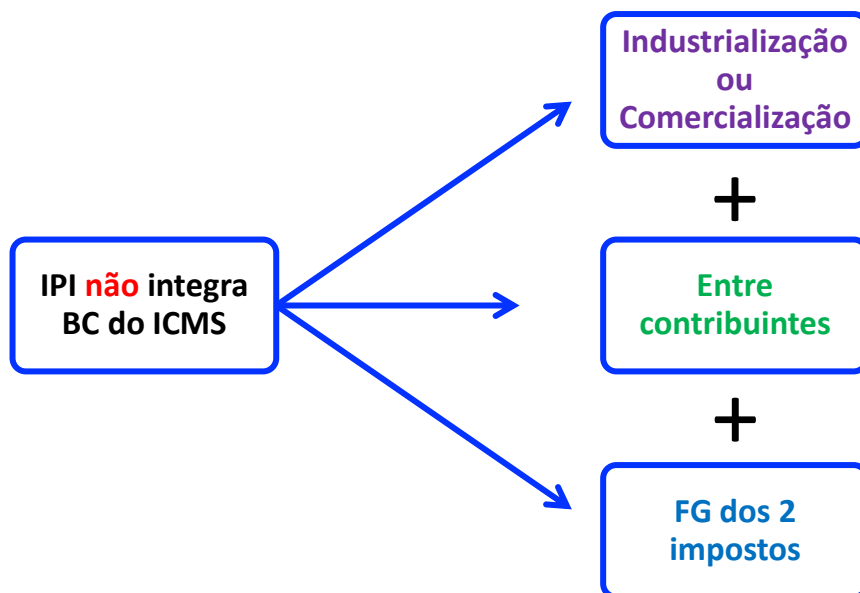 Industrialização
ou
Comercialização
+
IPI não integra
BC do ICMS
Entre
contribuintes
+
FG dos 2
impostos